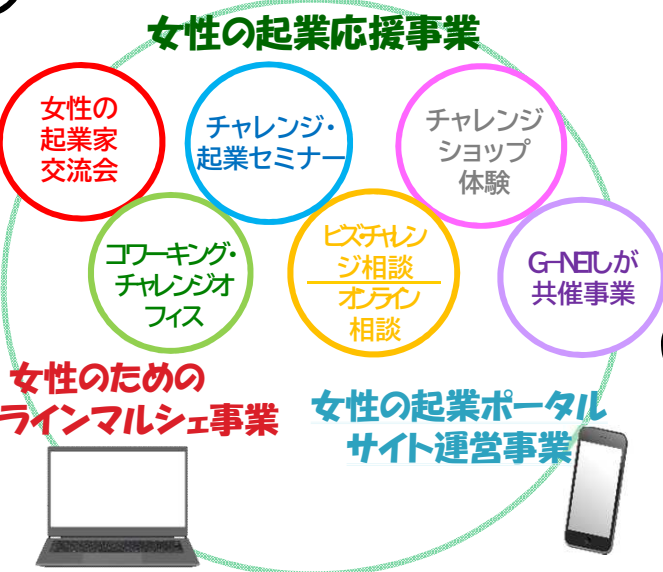 女性の起業応援事業
女性の
起業家
交流会
チャレンジ・
起業セミナー
チャレンジ
ショップ
体験
コワーキング・
チャレンジオ
フィス
ビズチャレン
ジ相談
オンライン
相談
G-NETしが
共催事業
女性のための
ラインマルシェ事業
女性の起業ポータル
サイト運営事業